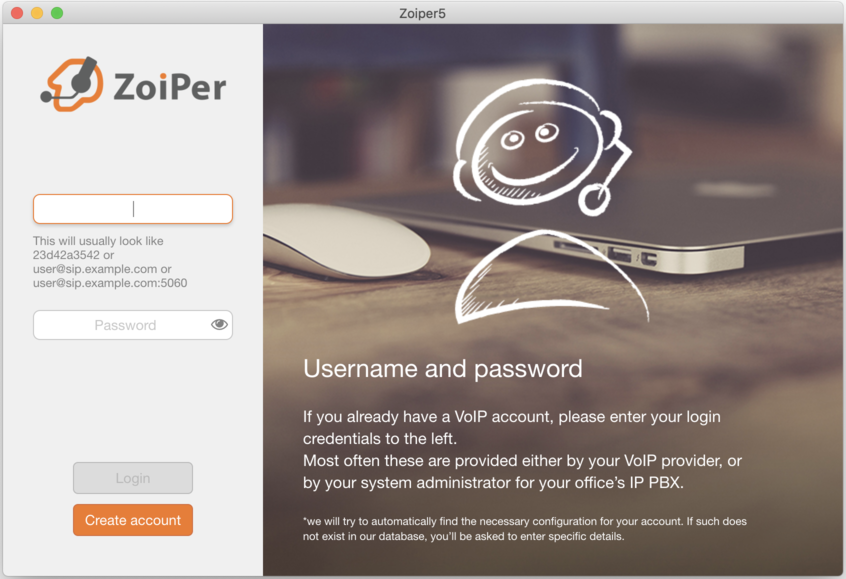 Zoiper5
ZoiPer
This will usually look like
23d42a3542 or
user@sip.example.com or
user@sip.example.com:5060
Password
Login
Create account
Username and password
If you already have a VoIP account, please enter your login
credentials to the left.
Most often these are provided either by your VoIP provider, or
by your system administrator for your office's IP PBX.
*we will try to automatically find the necessary configuration for your account. If such does
not exist in our database, you'll be asked to enter specific details.